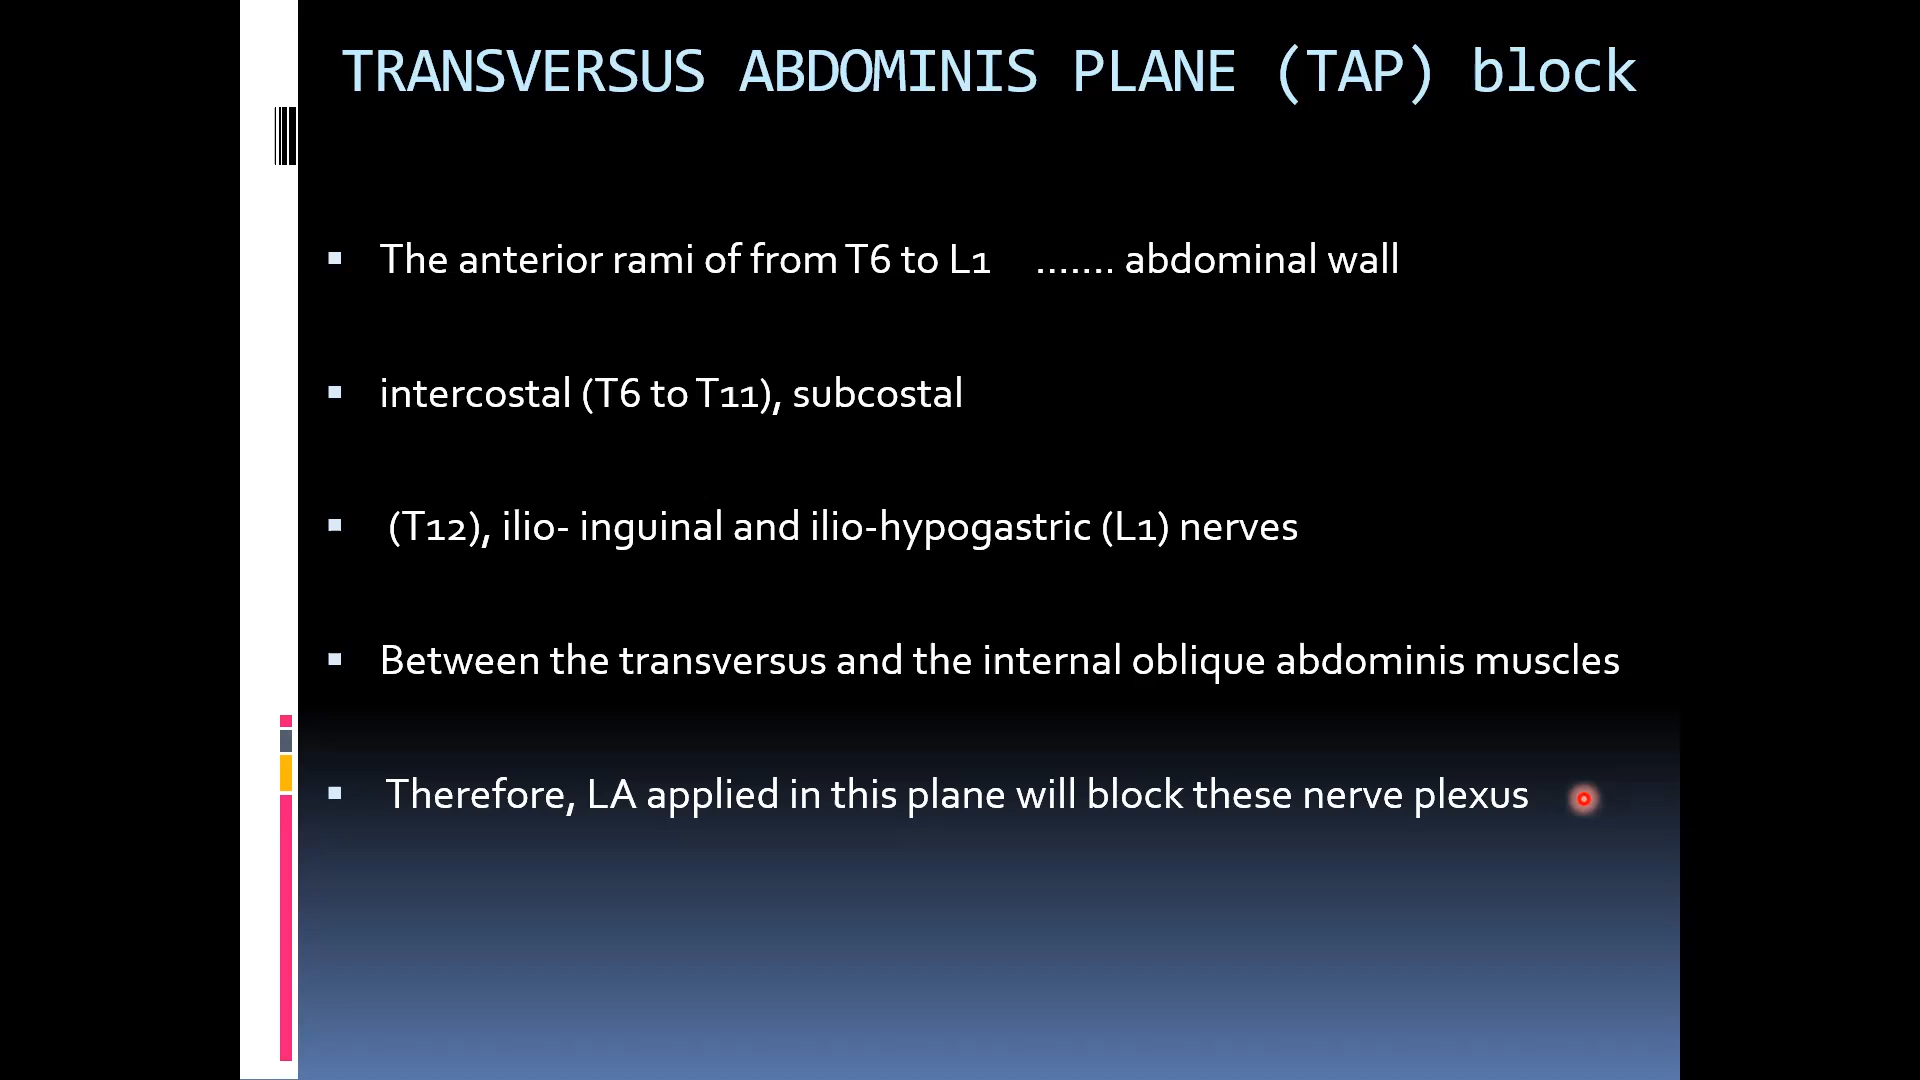 TRANSVERSUS ABDOMINIS PLANE (TAP) block
The anterior rami of from T6 to L1 ....... abdominal wall
intercostal (T6 to T11), subcostal
(T12), ilio- inguinal and ilio-hypogastric (L1) nerves
Between the transversus and the internal oblique abdominis muscles
Therefore, LA applied in this plane will block these nerve plexus